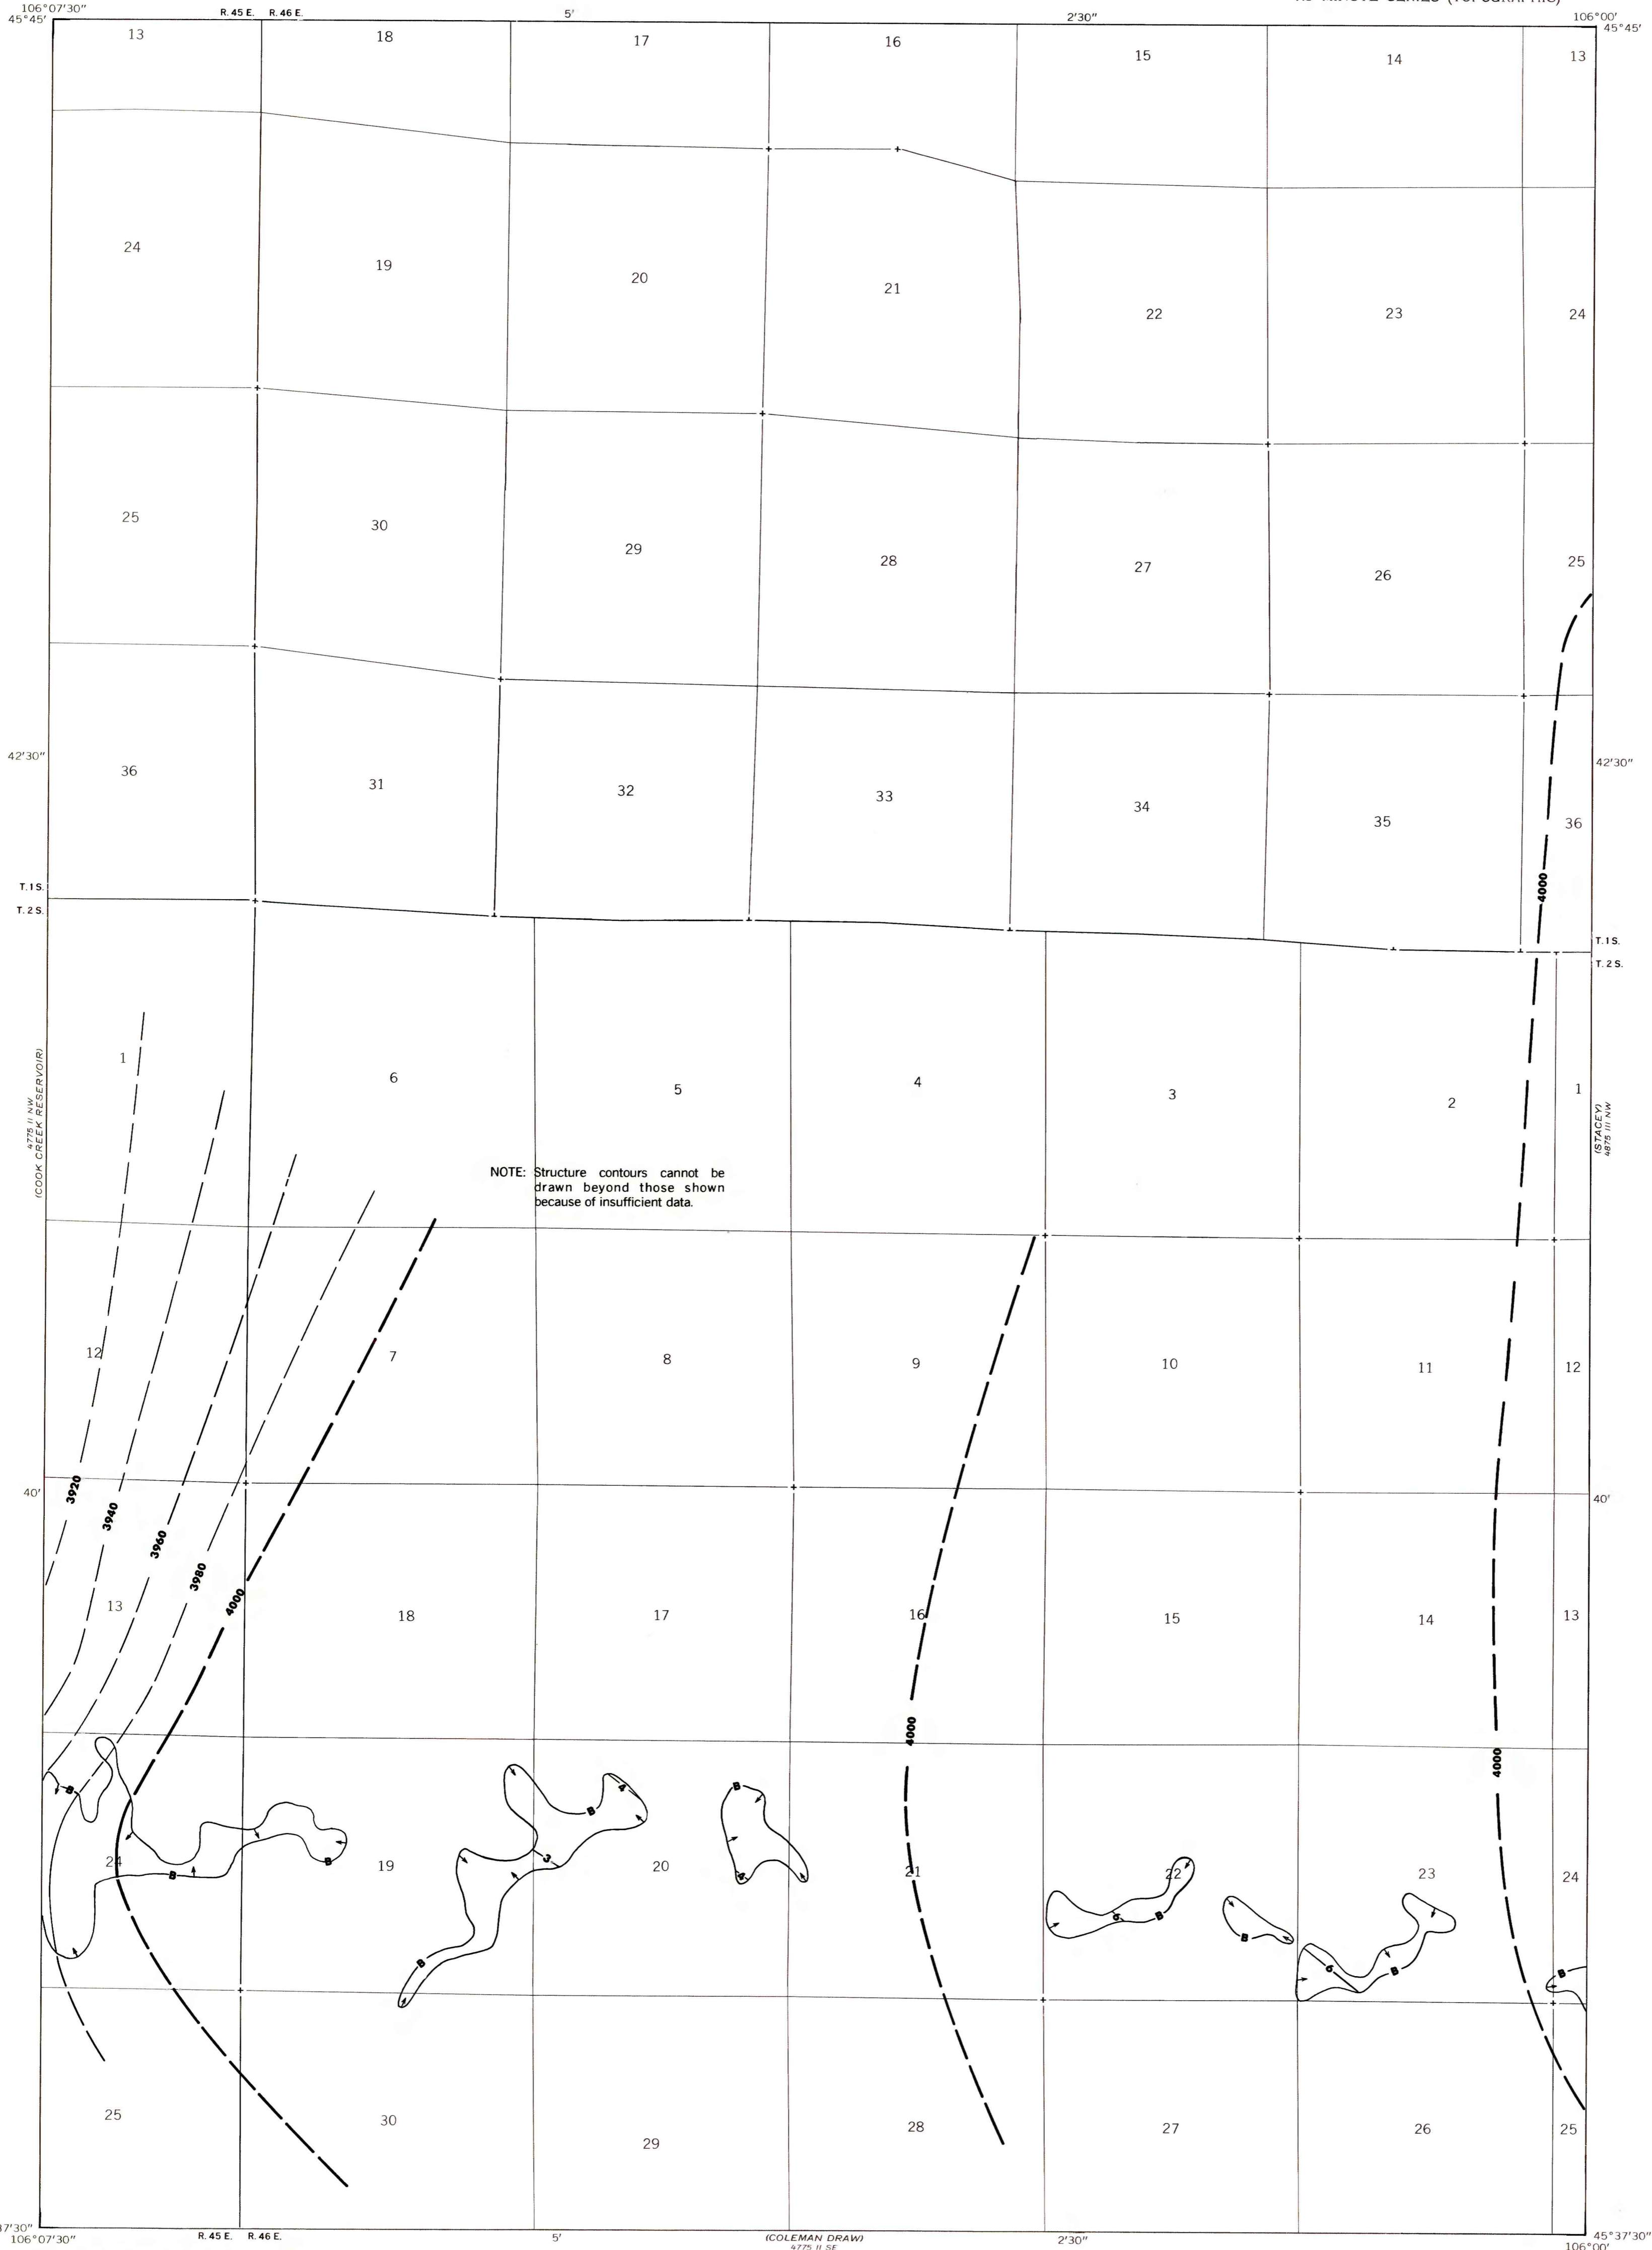 106°07'30" R. 45 E. R. 46 E. 5' 2'30" 106°00'
45°45' 45°45'
13 18 17 16 15 14 13
24 19 20 21 22 23 24
25 30 29 28 27 26 25
42'30" 42'30"
36 31 32 33 34 35 36
4000
T. 1 S. T. 1 S.
T. 2 S. T. 2 S.
4775 II NW
(COOK CREEK RESERVOIR)
(STACEY)
4875 III NW
1 6 5 4 3 2 1
NOTE: Structure contours cannot be
drawn beyond those shown
because of insufficient data.
12 7 8 9 10 11 12
40' 40'
3920
3940
3960
3980
4000
13 18 17 16 15 14 13
4000 4000
B B 4 B
24 19 20 21 22 23 24
B B 3 4 6 B B 6 B B
B
25 30 29 28 27 26 25
37'30" 45°37'30"
106°07'30" R. 45 E. R. 46 E. 5' (COLEMAN DRAW) 2'30" 106°00'
4775 II SE